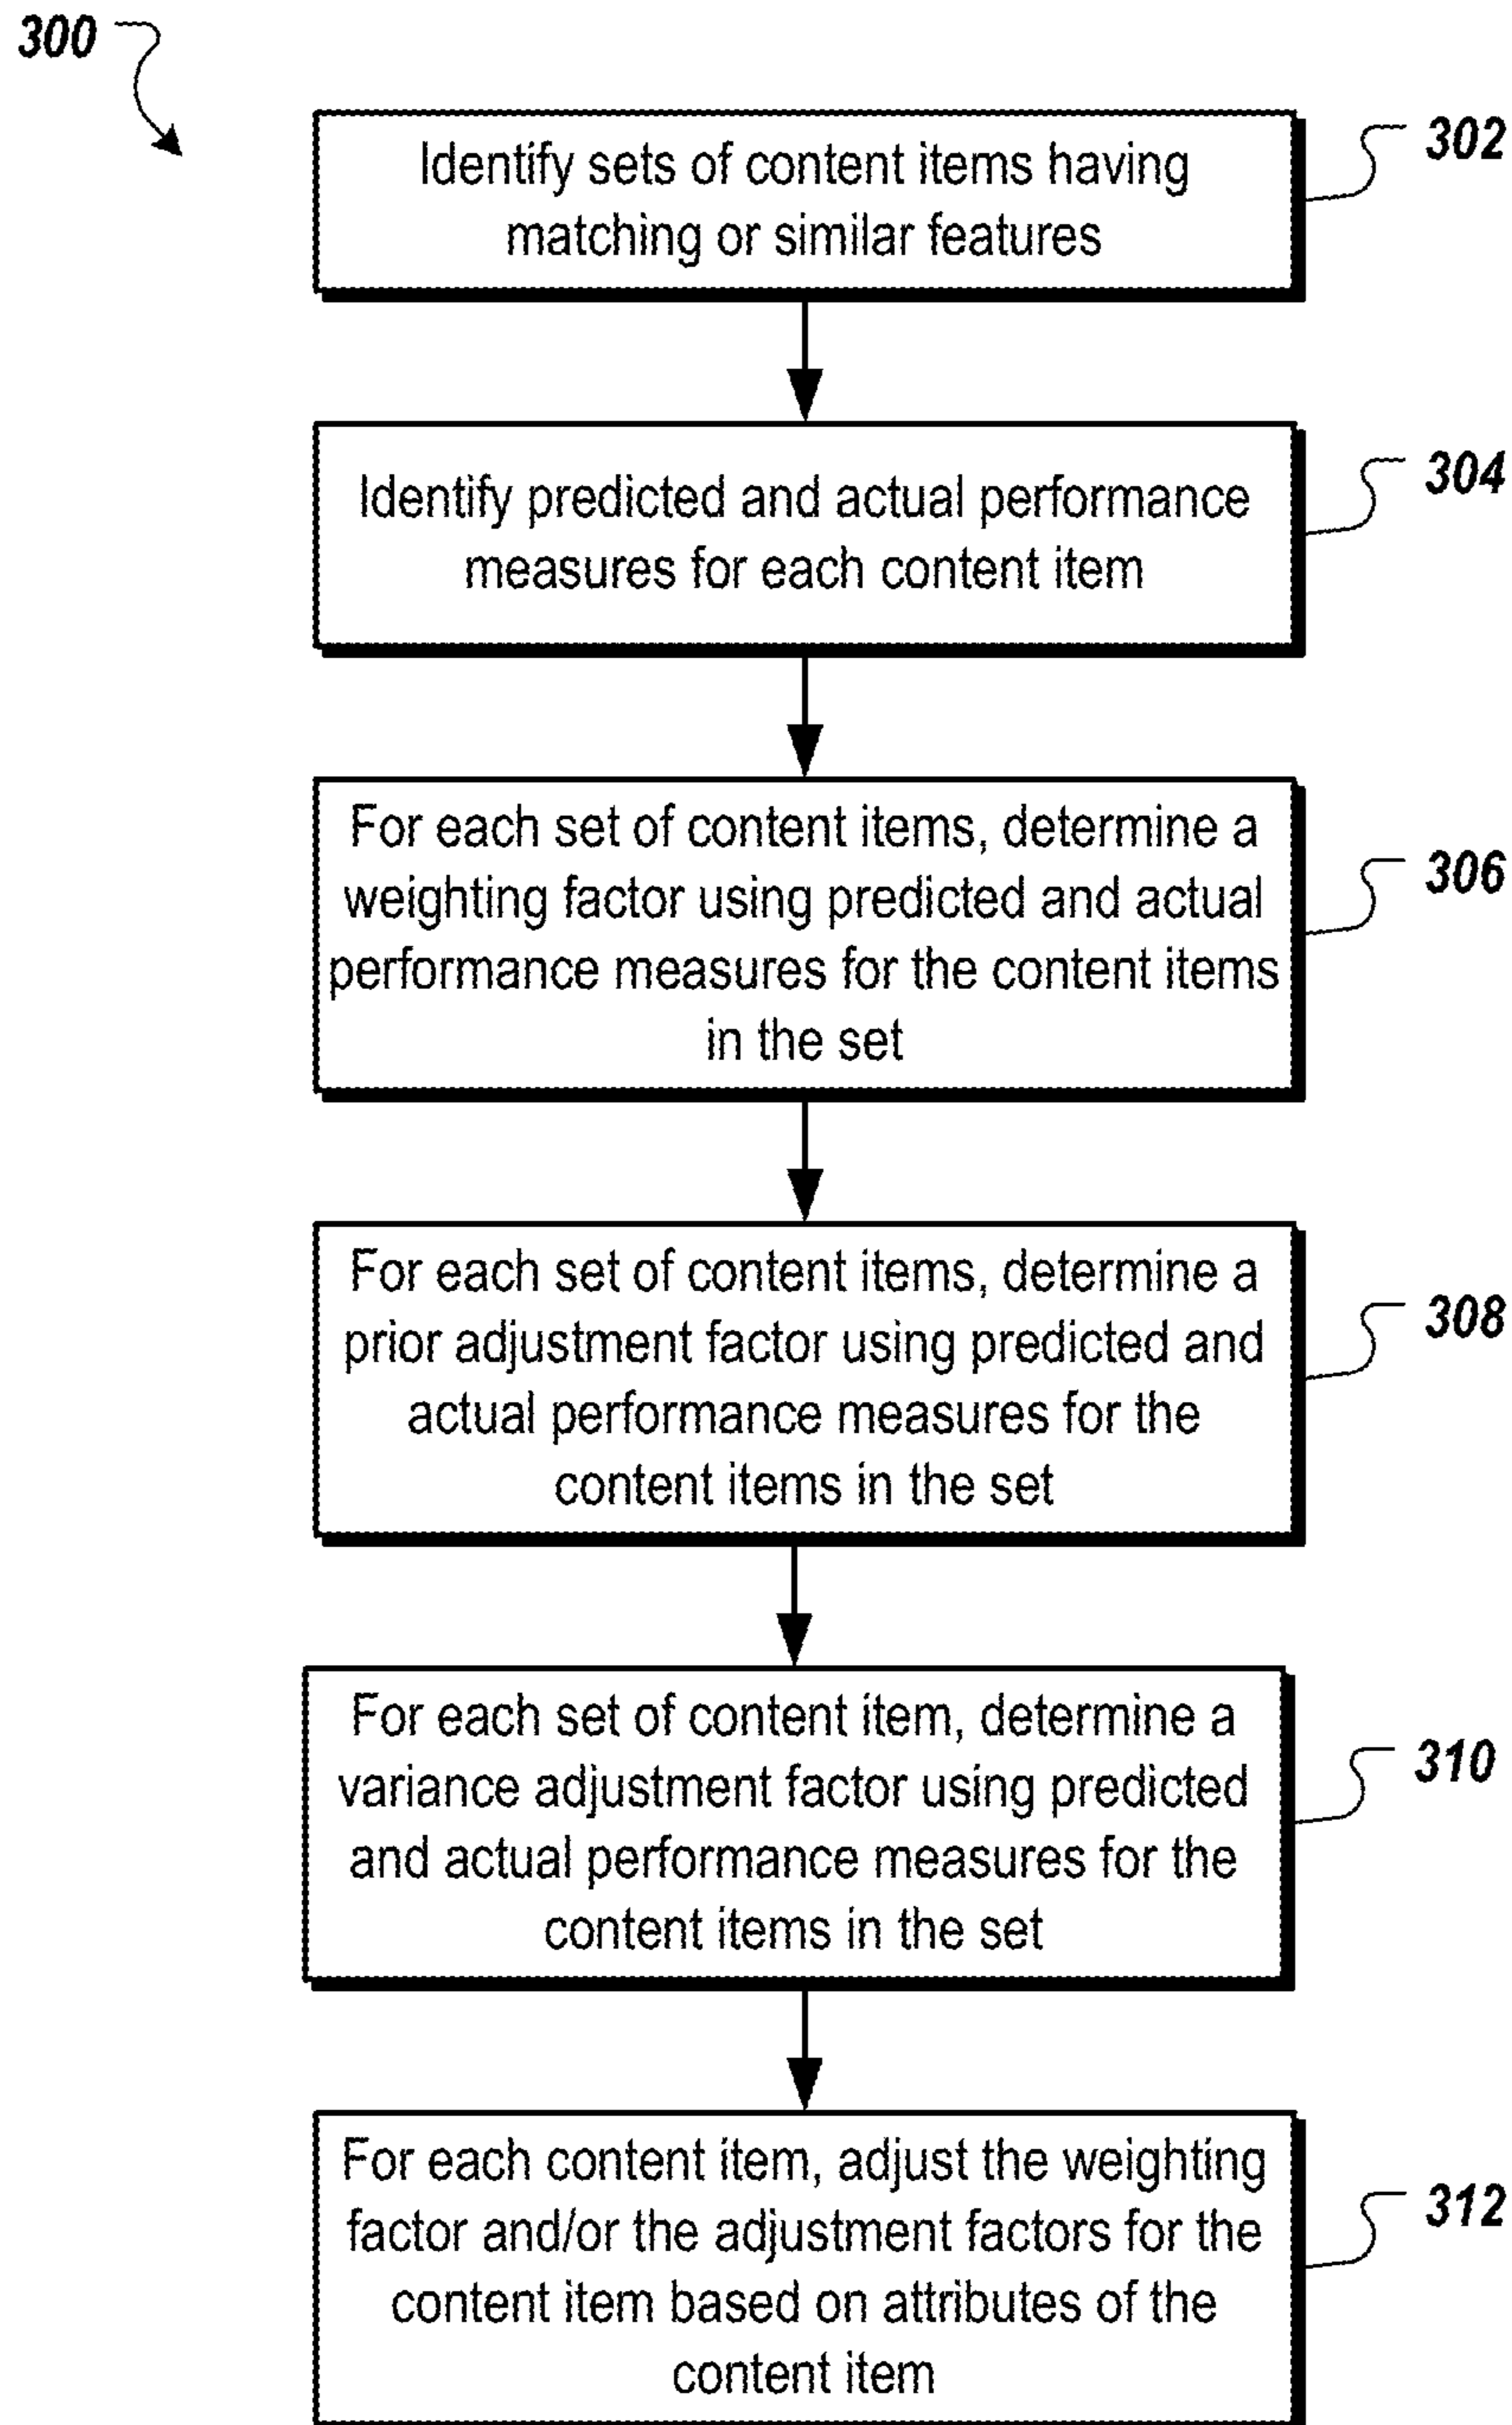 300
Identify sets of content items having
matching or similar features
302
Identify predicted and actual performance
measures for each content item
304
For each set of content items, determine a
weighting factor using predicted and actual
performance measures for the content items
in the set
306
For each set of content items, determine a
prior adjustment factor using predicted and
actual performance measures for the
content items in the set
308
For each set of content item, determine a
variance adjustment factor using predicted
and actual performance measures for the
content items in the set
310
For each content item, adjust the weighting
factor and/or the adjustment factors for the
content item based on attributes of the
content item
312